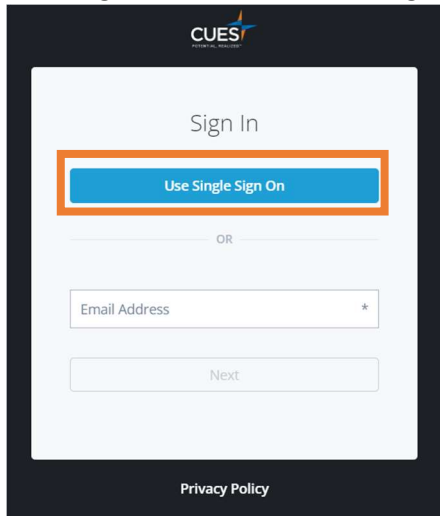 CUES
POTENTIAL, REALIZED.
Sign In
Use Single Sign On
OR
Email Address *
Next
Privacy Policy